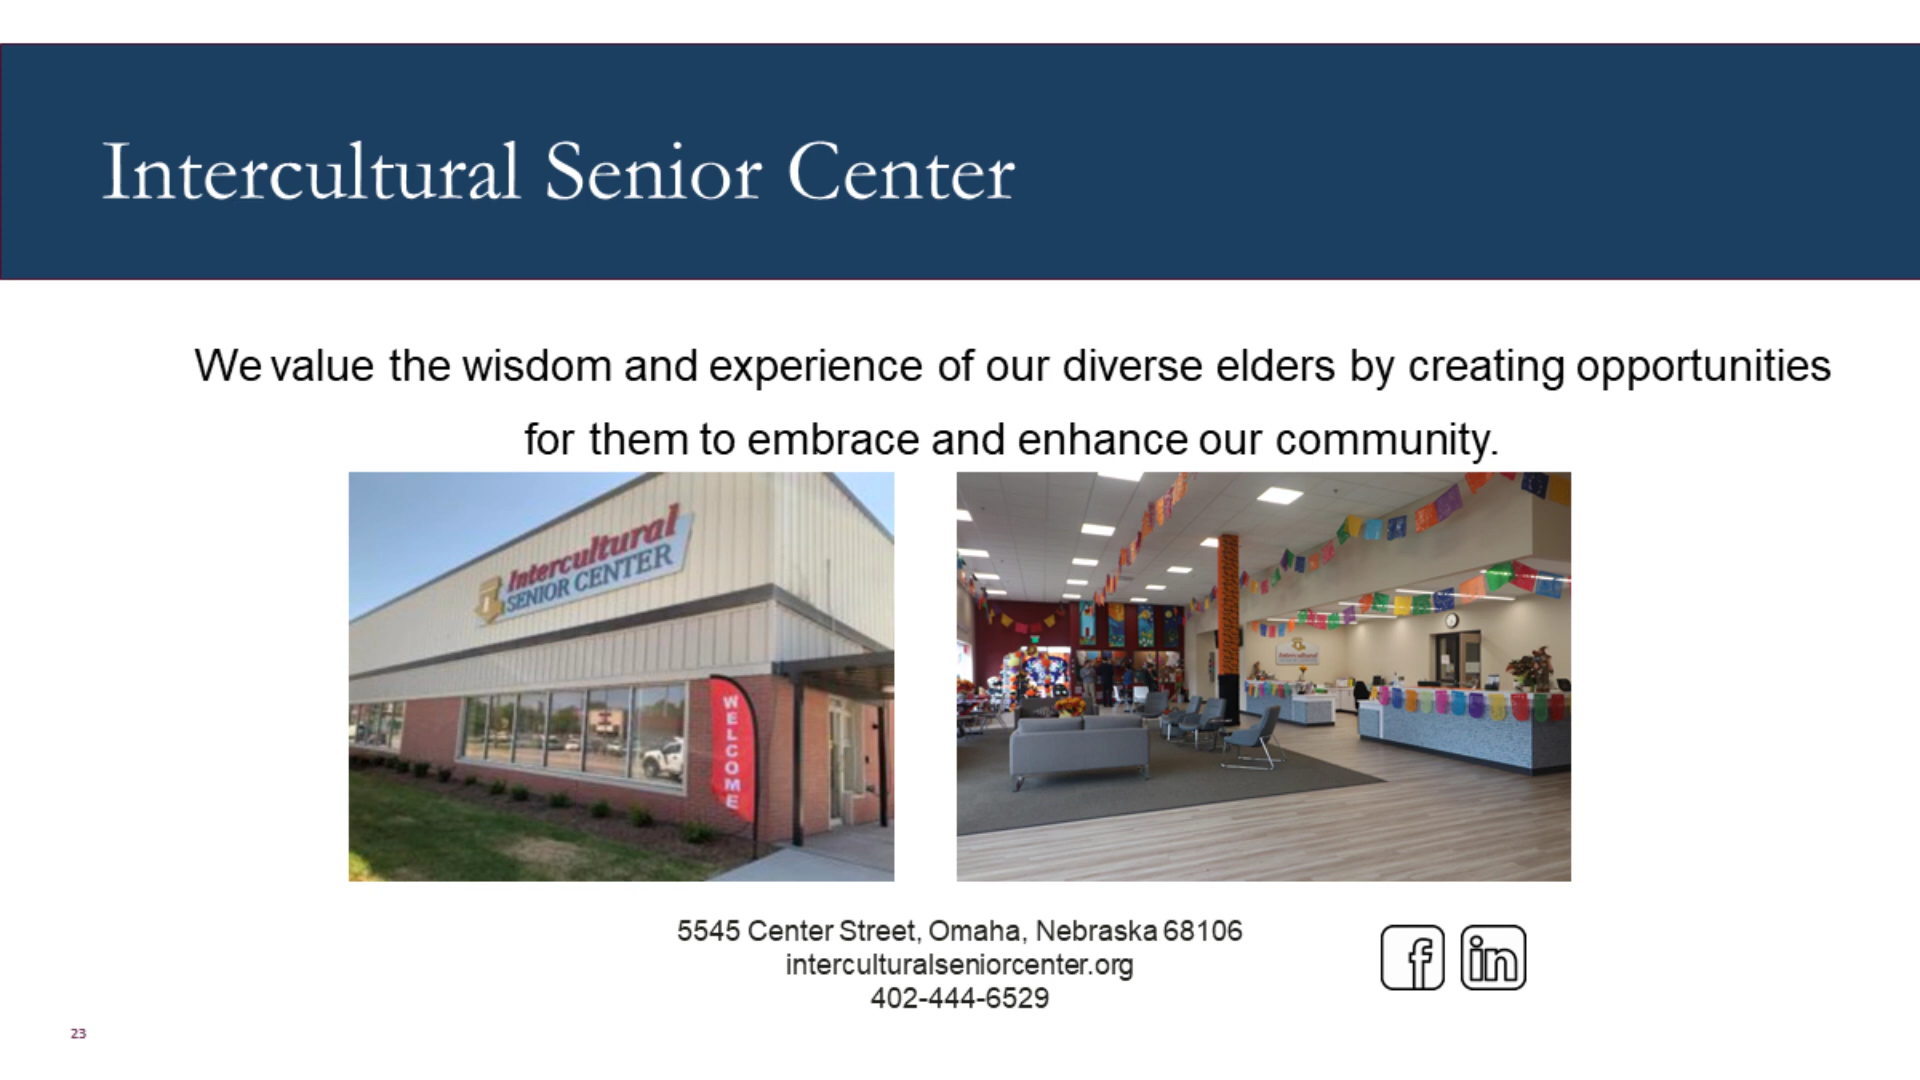 Intercultural Senior Center
We value the wisdom and experience of our diverse elders by creating opportunities
for them to embrace and enhance our community.
Intercultural
SENIOR CENTER
WELCOME
Intercultural
5545 Center Street, Omaha, Nebraska 68106
interculturalseniorcenter.org
402-444-6529
f
in
23